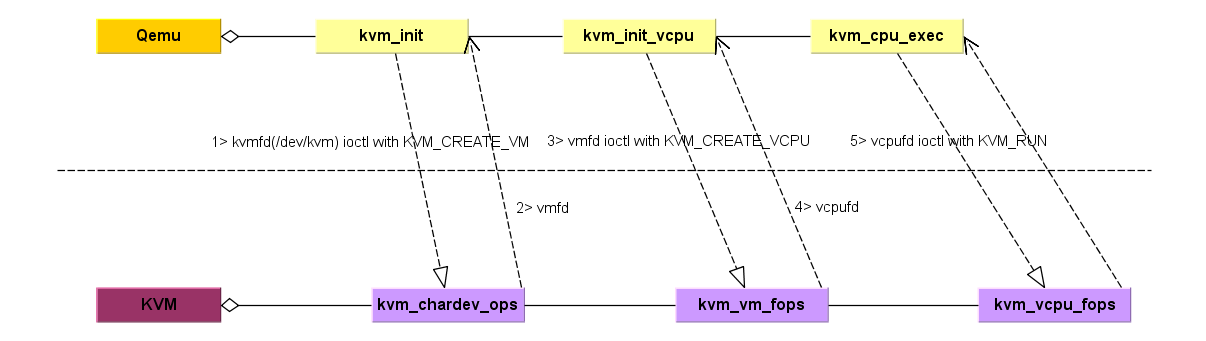 Qemu
kvm_init
kvm_init_vcpu
kvm_cpu_exec
1> kvmfd(/dev/kvm) ioctl with KVM_CREATE_VM
3> vmfd ioctl with KVM_CREATE_VCPU
5> vcpufd ioctl with KVM_RUN
2> vmfd
4> vcpufd
KVM
kvm_chardev_ops
kvm_vm_fops
kvm_vcpu_fops